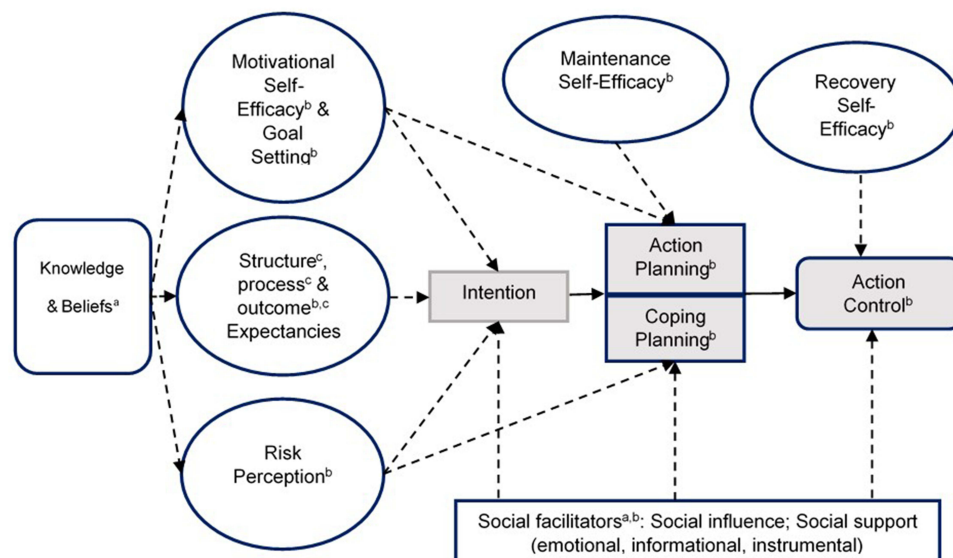 Motivational
Self-
Efficacyᵇ &
Goal
Settingᵇ
Maintenance
Self-Efficacyᵇ
Recovery
Self-
Efficacyᵇ
Knowledge
& Beliefsᵃ
Structureᶜ,
processᶜ &
outcomeᵇ,ᶜ
Expectancies
Intention
Action
Planningᵇ
Coping
Planningᵇ
Action
Controlᵇ
Risk
Perceptionᵇ
Social facilitatorsᵃ,ᵇ: Social influence; Social support
(emotional, informational, instrumental)